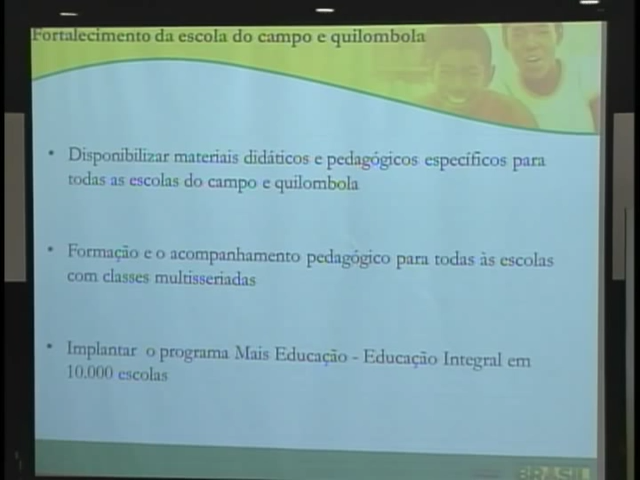 Fortalecimento da escola do campo e quilombola
• Disponibilizar materiais didáticos e pedagógicos específicos para
todas as escolas do campo e quilombola
• Formação e o acompanhamento pedagógico para todas às escolas
com classes multisseriadas
• Implantar o programa Mais Educação - Educação Integral em
10.000 escolas
BRASIL